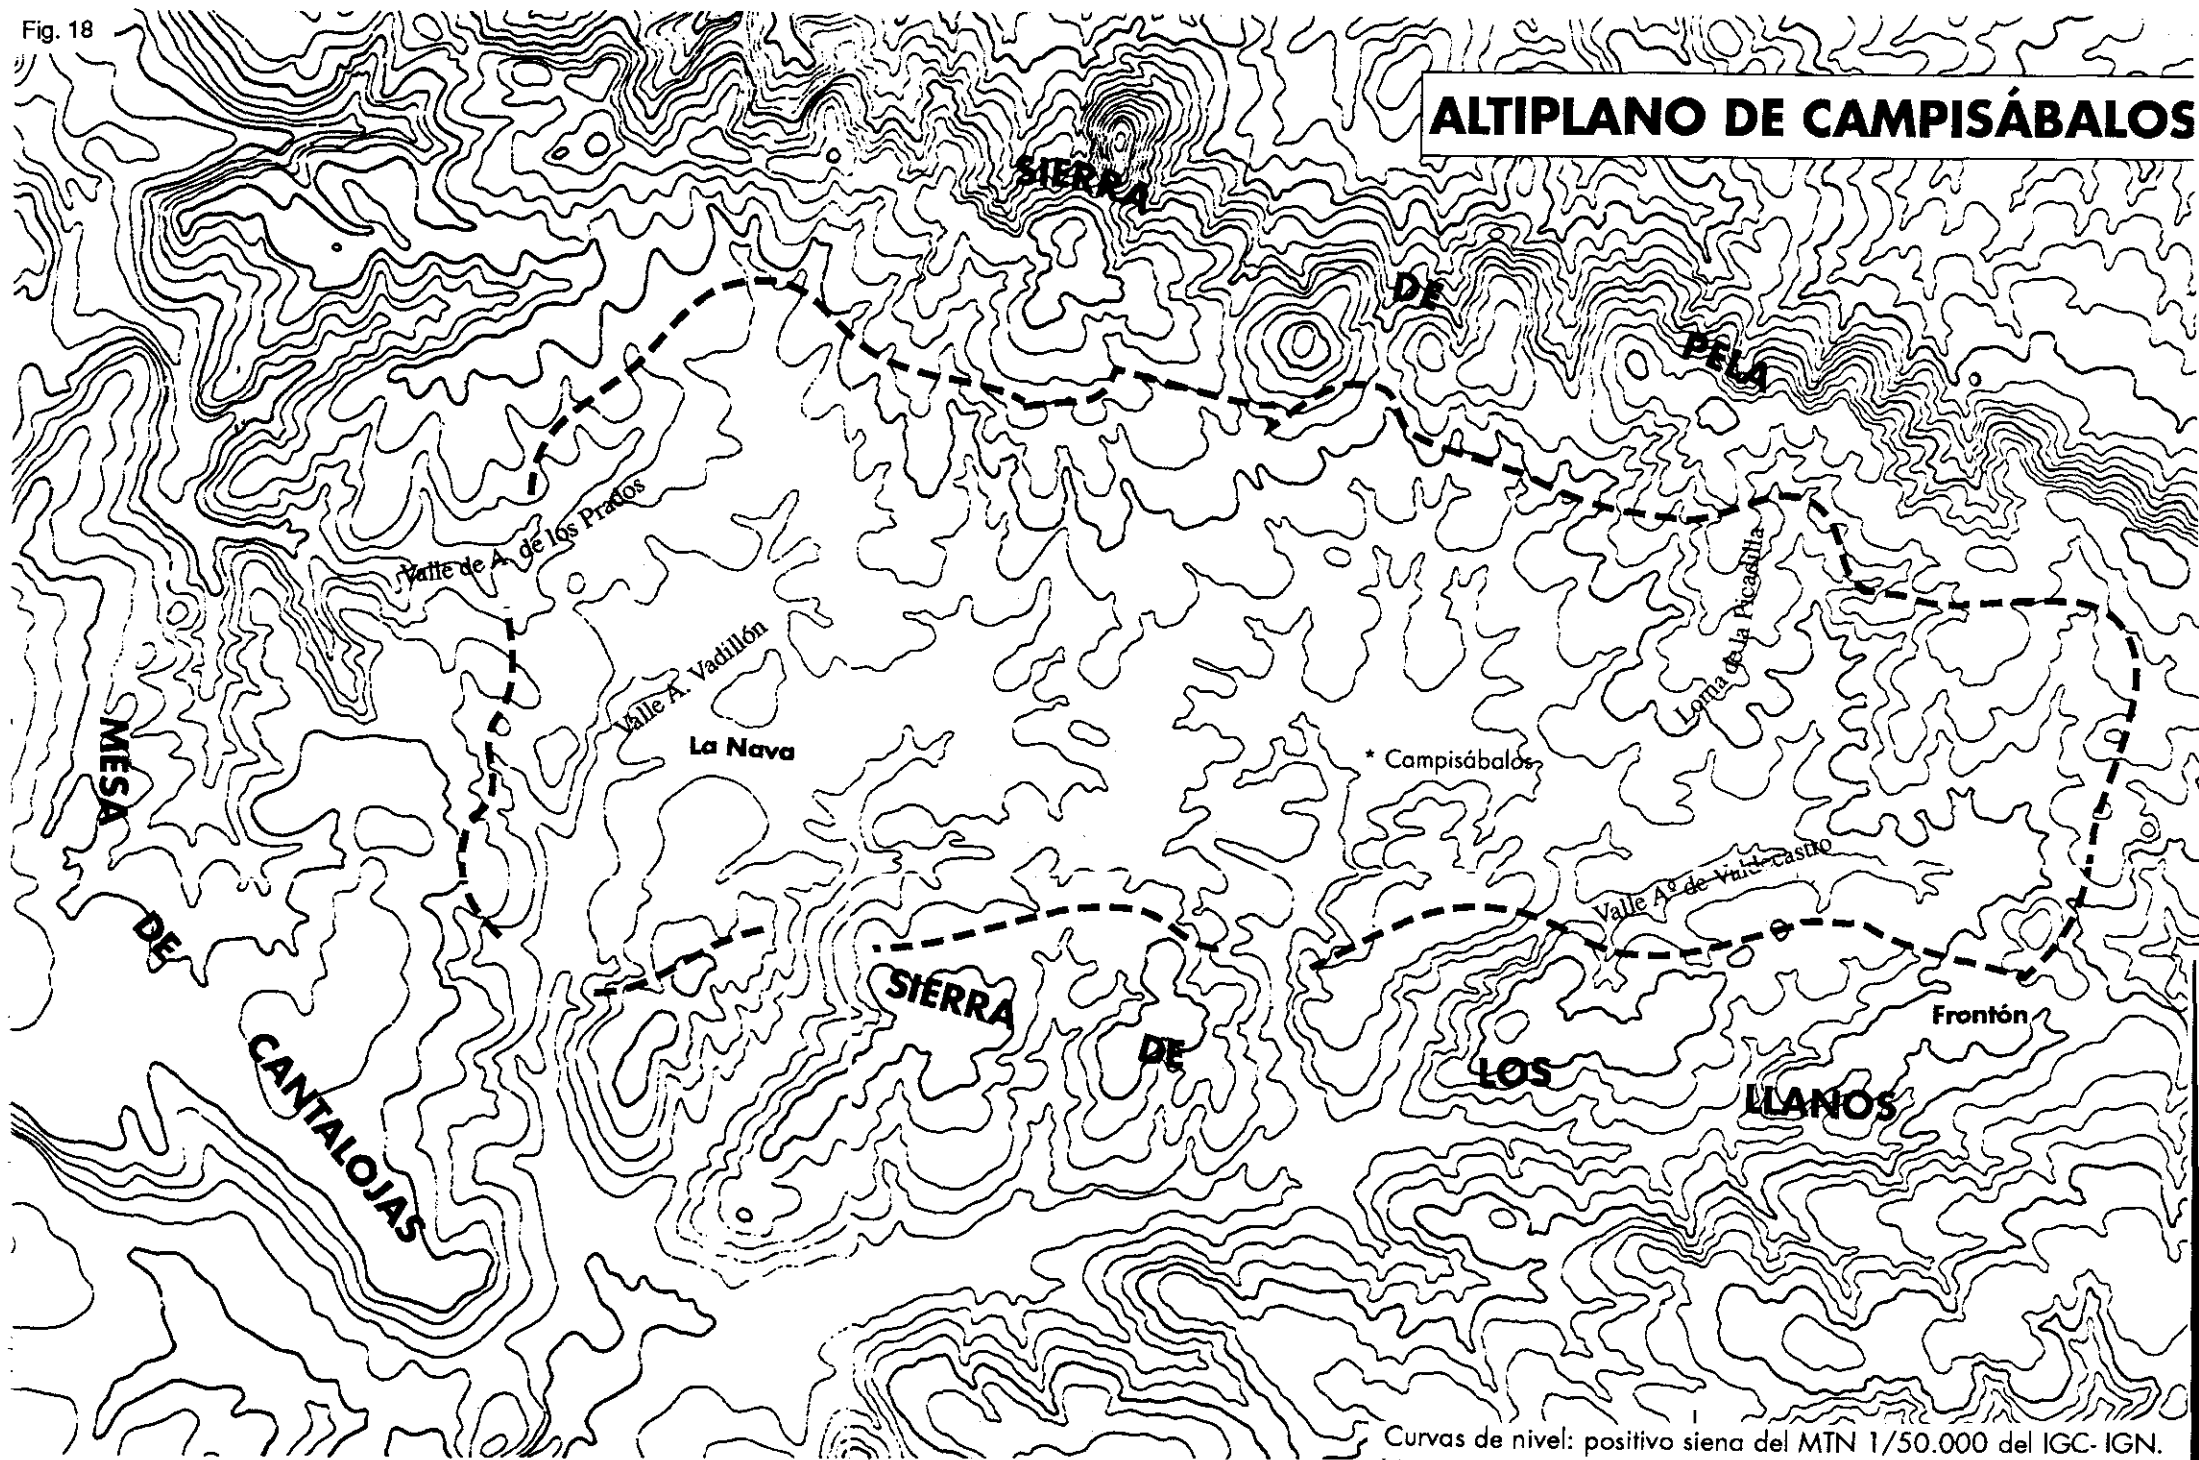 Fig. 18
ALTIPLANO DE CAMPISÁBALOS
SIERRA
DE
PELA
Valle de A. de los Prados
Loma de la Picadilla
Valle A. Vadillón
La Nava
* Campisábalos
MESA
DE
CANTALOJAS
Valle Aº de Valdecastro
SIERRA
DE
LOS
LLANOS
Frontón
Curvas de nivel: positivo siena del MTN 1/50.000 del IGC- IGN.